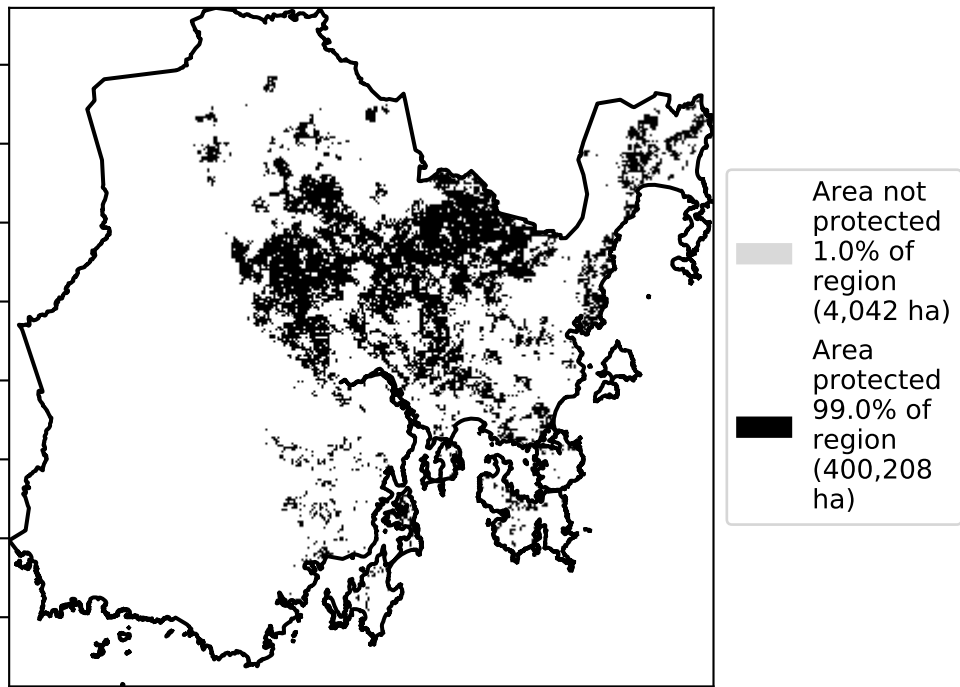 Area not
protected
1.0% of
region
(4,042 ha)
Area
protected
99.0% of
region
(400,208
ha)